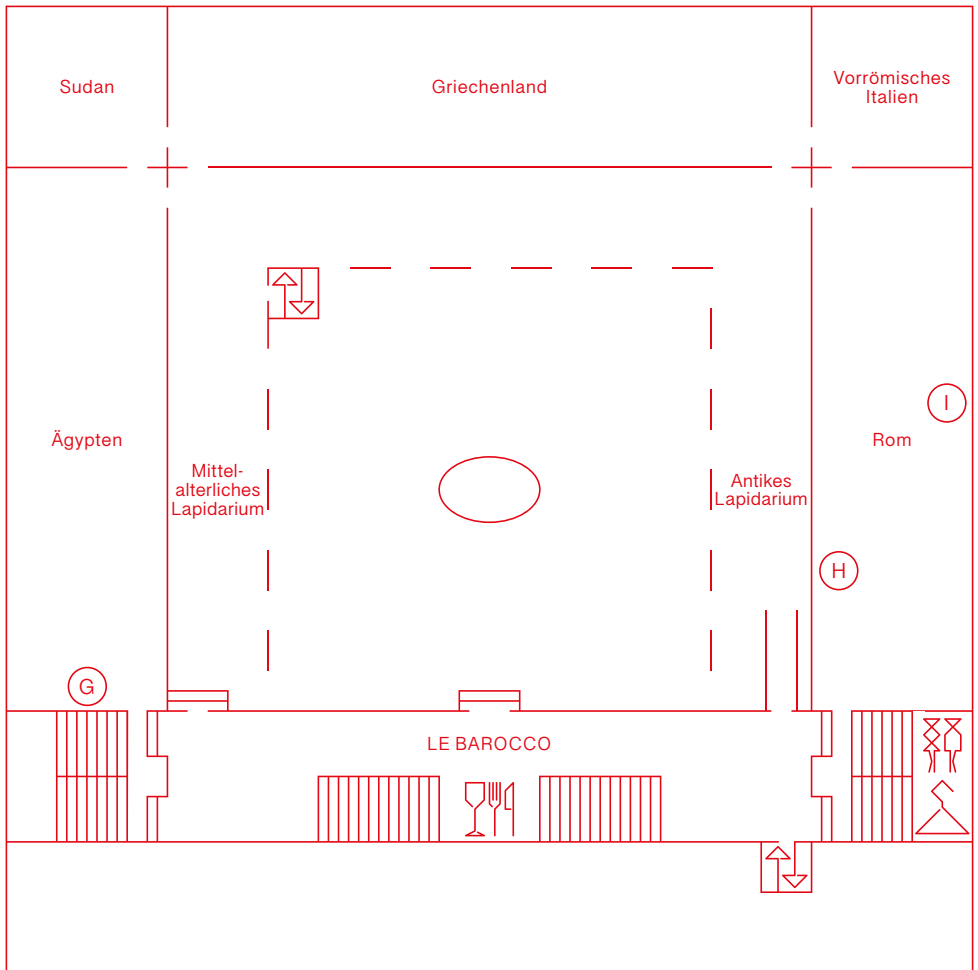 Sudan
Griechenland
Vorrömisches
Italien
I
Ägypten
Rom
Mittel-
alterliches
Lapidarium
Antikes
Lapidarium
H
G
LE BAROCCO